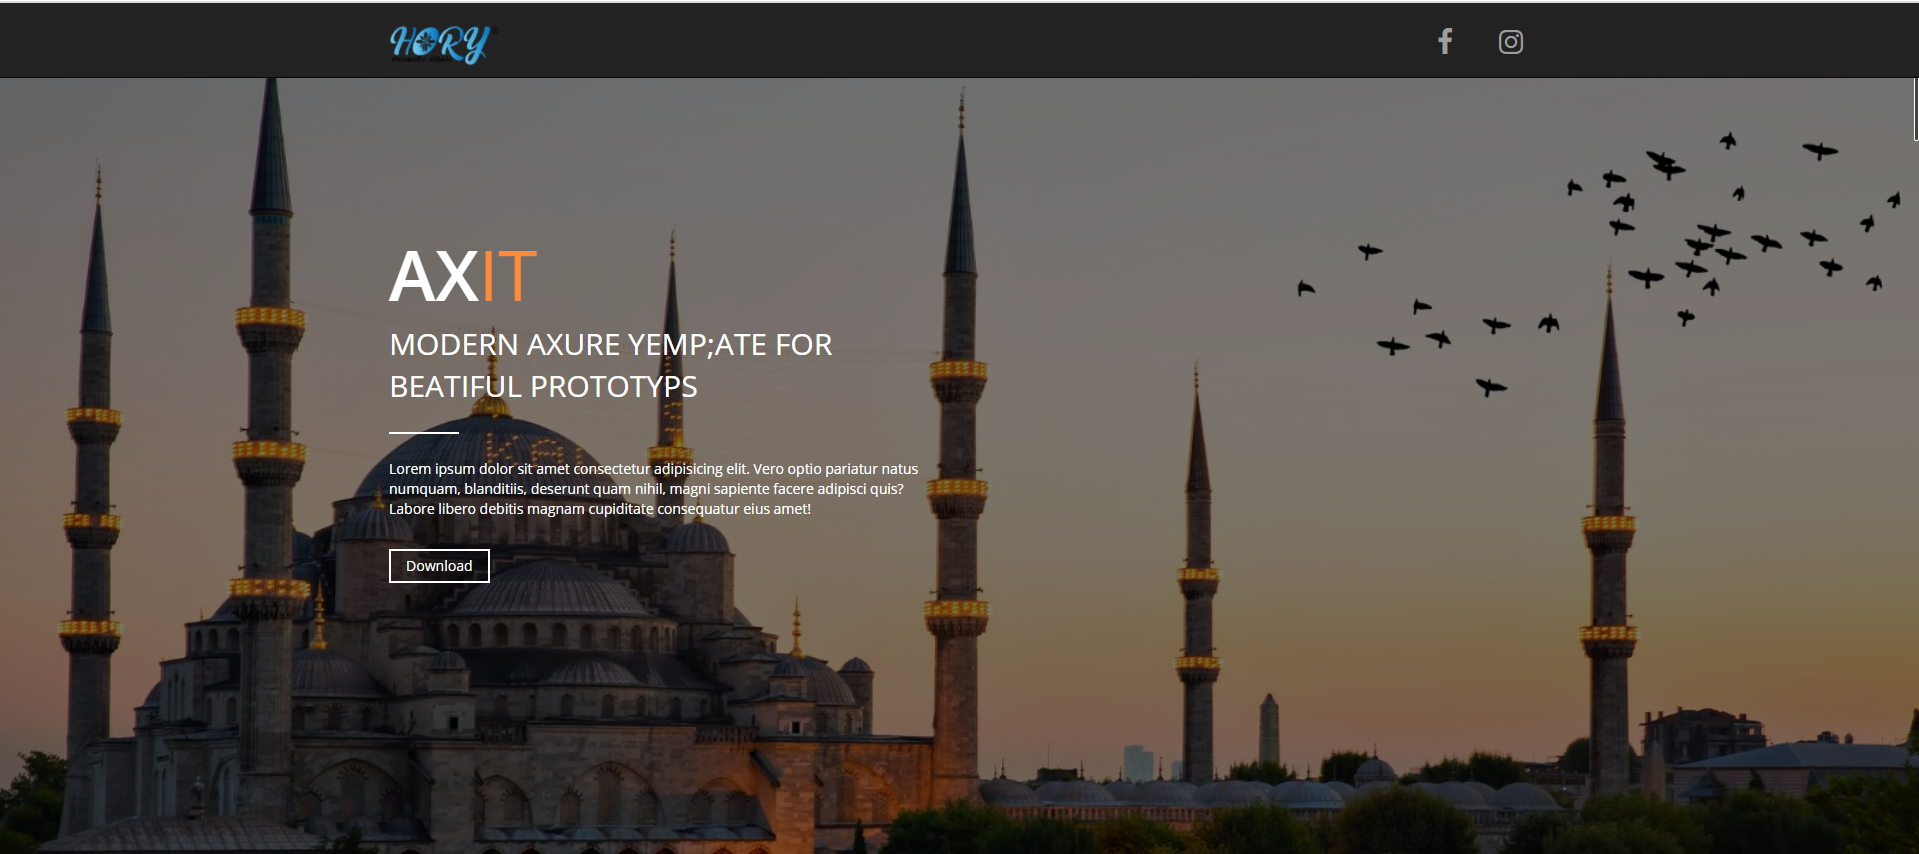 HORY
AXIT
MODERN AXURE YEMP;ATE FOR
BEATIFUL PROTOTYPS
Lorem ipsum dolor sit amet consectetur adipisicing elit. Vero optio pariatur natus
numquam, blanditiis, deserunt quam nihil, magni sapiente facere adipisci quis?
Labore libero debitis magnam cupiditate consequatur eius amet!
Download